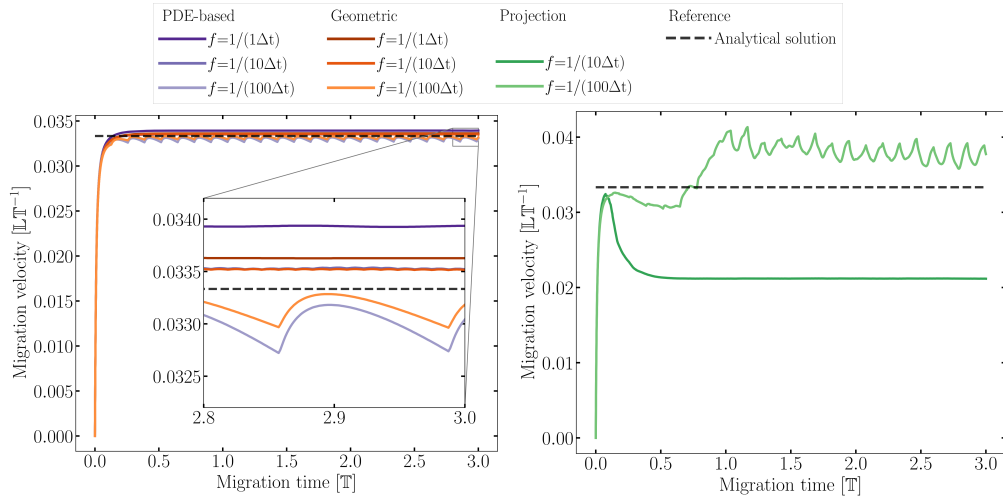 PDE-based Geometric Projection Reference
f=1/(1Δt) f=1/(1Δt) Analytical solution
f=1/(10Δt) f=1/(10Δt) f=1/(10Δt)
f=1/(100Δt) f=1/(100Δt) f=1/(100Δt)
Migration velocity [𝕃𝕋⁻¹]
0.035
0.030
0.025
0.020
0.015
0.010
0.005
0.000
0.0 0.5 1.0 1.5 2.0 2.5 3.0
Migration time [𝕋]
0.0340
0.0335
0.0330
0.0325
2.8 2.9 3.0
Migration velocity [𝕃𝕋⁻¹]
0.04
0.03
0.02
0.01
0.00
0.0 0.5 1.0 1.5 2.0 2.5 3.0
Migration time [𝕋]